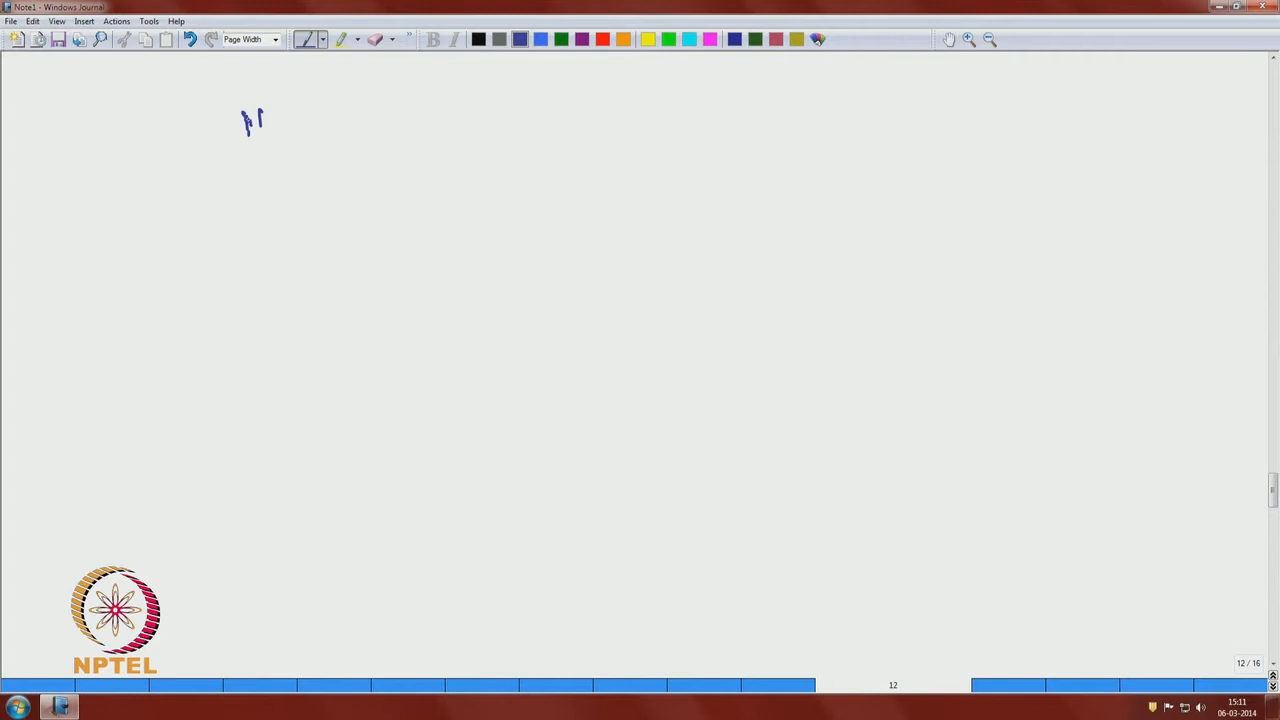 Note1 - Windows Journal
File Edit View Insert Actions Tools Help
Page Width
B I
NPTEL
12 / 16
12
15:11
06-03-2014